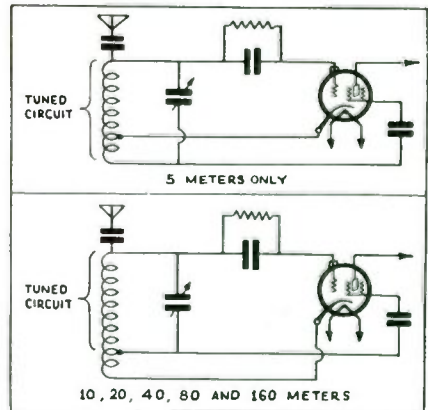 TUNED
CIRCUIT
5 METERS ONLY
TUNED
CIRCUIT
10, 20, 40, 80 AND 160 METERS